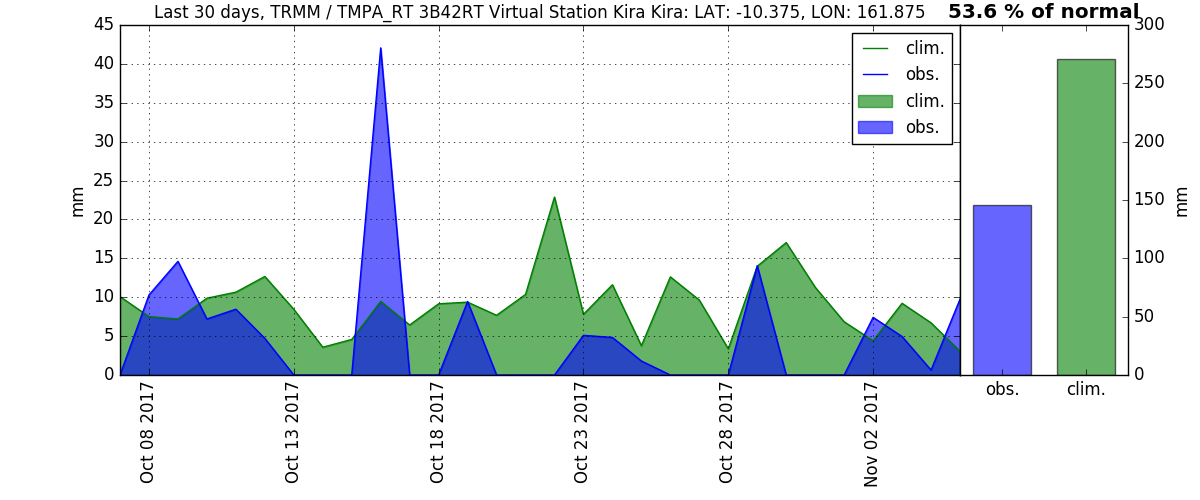 Last 30 days, TRMM / TMPA_RT 3B42RT Virtual Station Kira Kira: LAT: -10.375, LON: 161.875
53.6 % of normal
45
40
35
30
25
20
15
10
5
0
mm
clim.
obs.
clim.
obs.
Oct 08 2017
Oct 13 2017
Oct 18 2017
Oct 23 2017
Oct 28 2017
Nov 02 2017
300
250
200
150
100
50
0
mm
obs.
clim.